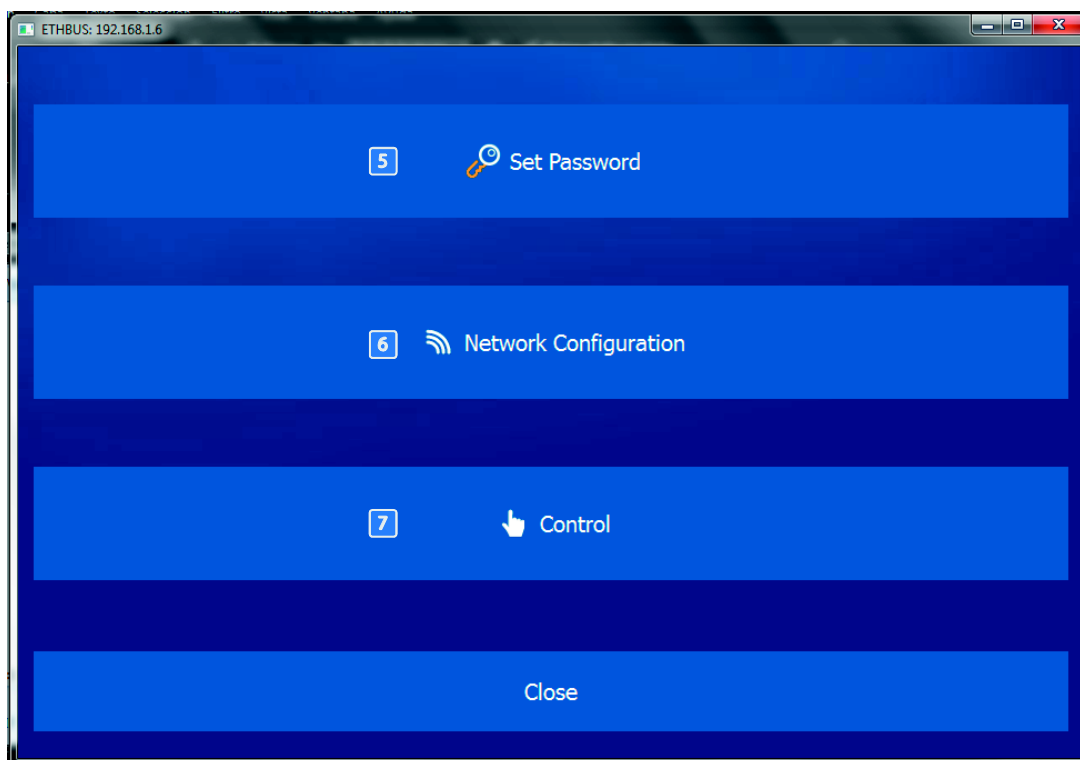 ETHBUS: 192.168.1.6
5 Set Password
6 Network Configuration
7 Control
Close